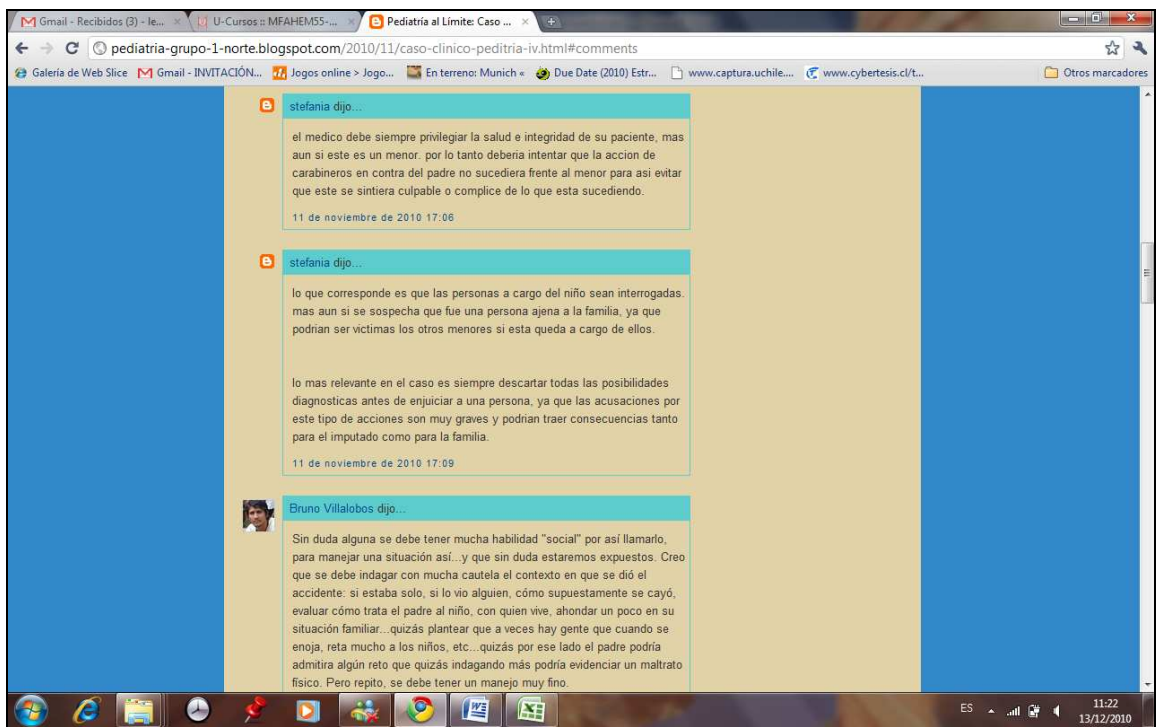 Gmail - Recibidos (3) - le...
U-Cursos :: MFAHEM55-...
Pediatría al Límite: Caso ...
pediatria-grupo-1-norte.blogspot.com/2010/11/caso-clinico-peditria-iv.html#comments
Galería de Web Slice
Gmail - INVITACIÓN...
Jogos online > Jogo...
En terreno: Munich «
Due Date (2010) Estr...
www.captura.uchile....
www.cybertesis.cl/t...
Otros marcadores
stefania dijo...
el medico debe siempre privilegiar la salud e integridad de su paciente, mas
aun si este es un menor. por lo tanto deberia intentar que la accion de
carabineros en contra del padre no sucediera frente al menor para asi evitar
que este se sintiera culpable o complice de lo que esta sucediendo.
11 de noviembre de 2010 17:06
stefania dijo...
lo que corresponde es que las personas a cargo del niño sean interrogadas.
mas aun si se sospecha que fue una persona ajena a la familia, ya que
podrian ser victimas los otros menores si esta queda a cargo de ellos.
lo mas relevante en el caso es siempre descartar todas las posibilidades
diagnosticas antes de enjuiciar a una persona, ya que las acusaciones por
este tipo de acciones son muy graves y podrian traer consecuencias tanto
para el imputado como para la familia.
11 de noviembre de 2010 17:09
Bruno Villalobos dijo...
Sin duda alguna se debe tener mucha habilidad "social" por así llamarlo,
para manejar una situación así...y que sin duda estaremos expuestos. Creo
que se debe indagar con mucha cautela el contexto en que se dió el
accidente: si estaba solo, si lo vio alguien, cómo supuestamente se cayó,
evaluar cómo trata el padre al niño, con quien vive, ahondar un poco en su
situación familiar...quizás plantear que a veces hay gente que cuando se
enoja, reta mucho a los niños, etc...quizás por ese lado el padre podría
admitira algún reto que quizás indagando más podría evidenciar un maltrato
físico. Pero repito, se debe tener un manejo muy fino.
ES
11:22
13/12/2010